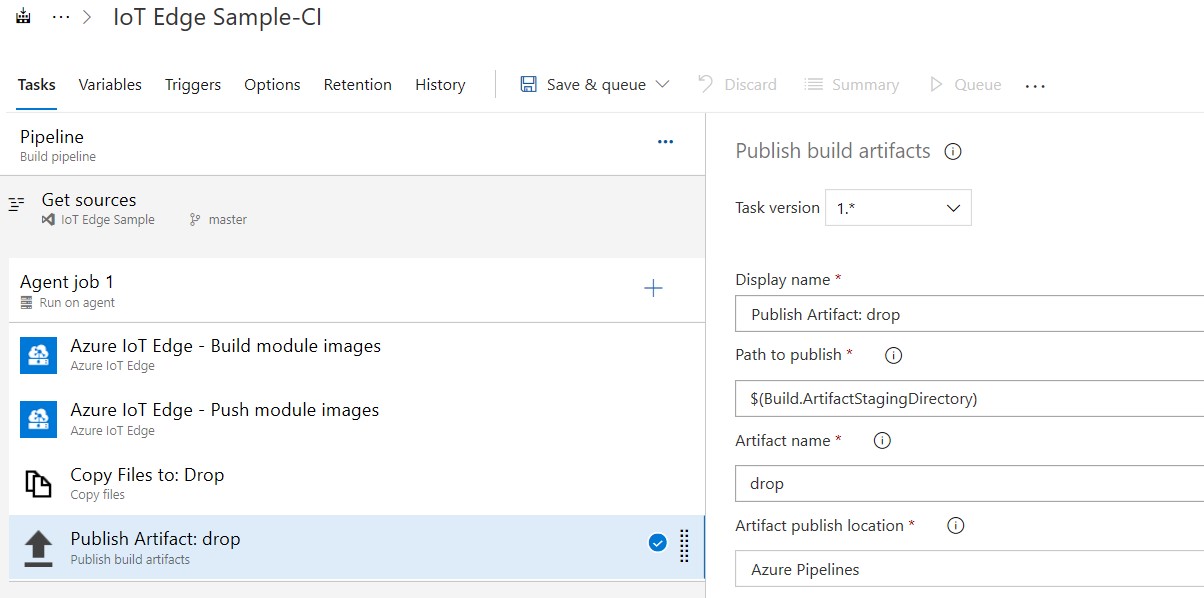 ... > IoT Edge Sample-CI
Tasks Variables Triggers Options Retention History Save & queue Discard Summary Queue ...
Pipeline ...
Build pipeline
Get sources
IoT Edge Sample master
Agent job 1
Run on agent
Azure IoT Edge - Build module images
Azure IoT Edge
Azure IoT Edge - Push module images
Azure IoT Edge
Copy Files to: Drop
Copy files
Publish Artifact: drop
Publish build artifacts
Publish build artifacts
Task version 1.*
Display name *
Publish Artifact: drop
Path to publish *
$(Build.ArtifactStagingDirectory)
Artifact name *
drop
Artifact publish location *
Azure Pipelines